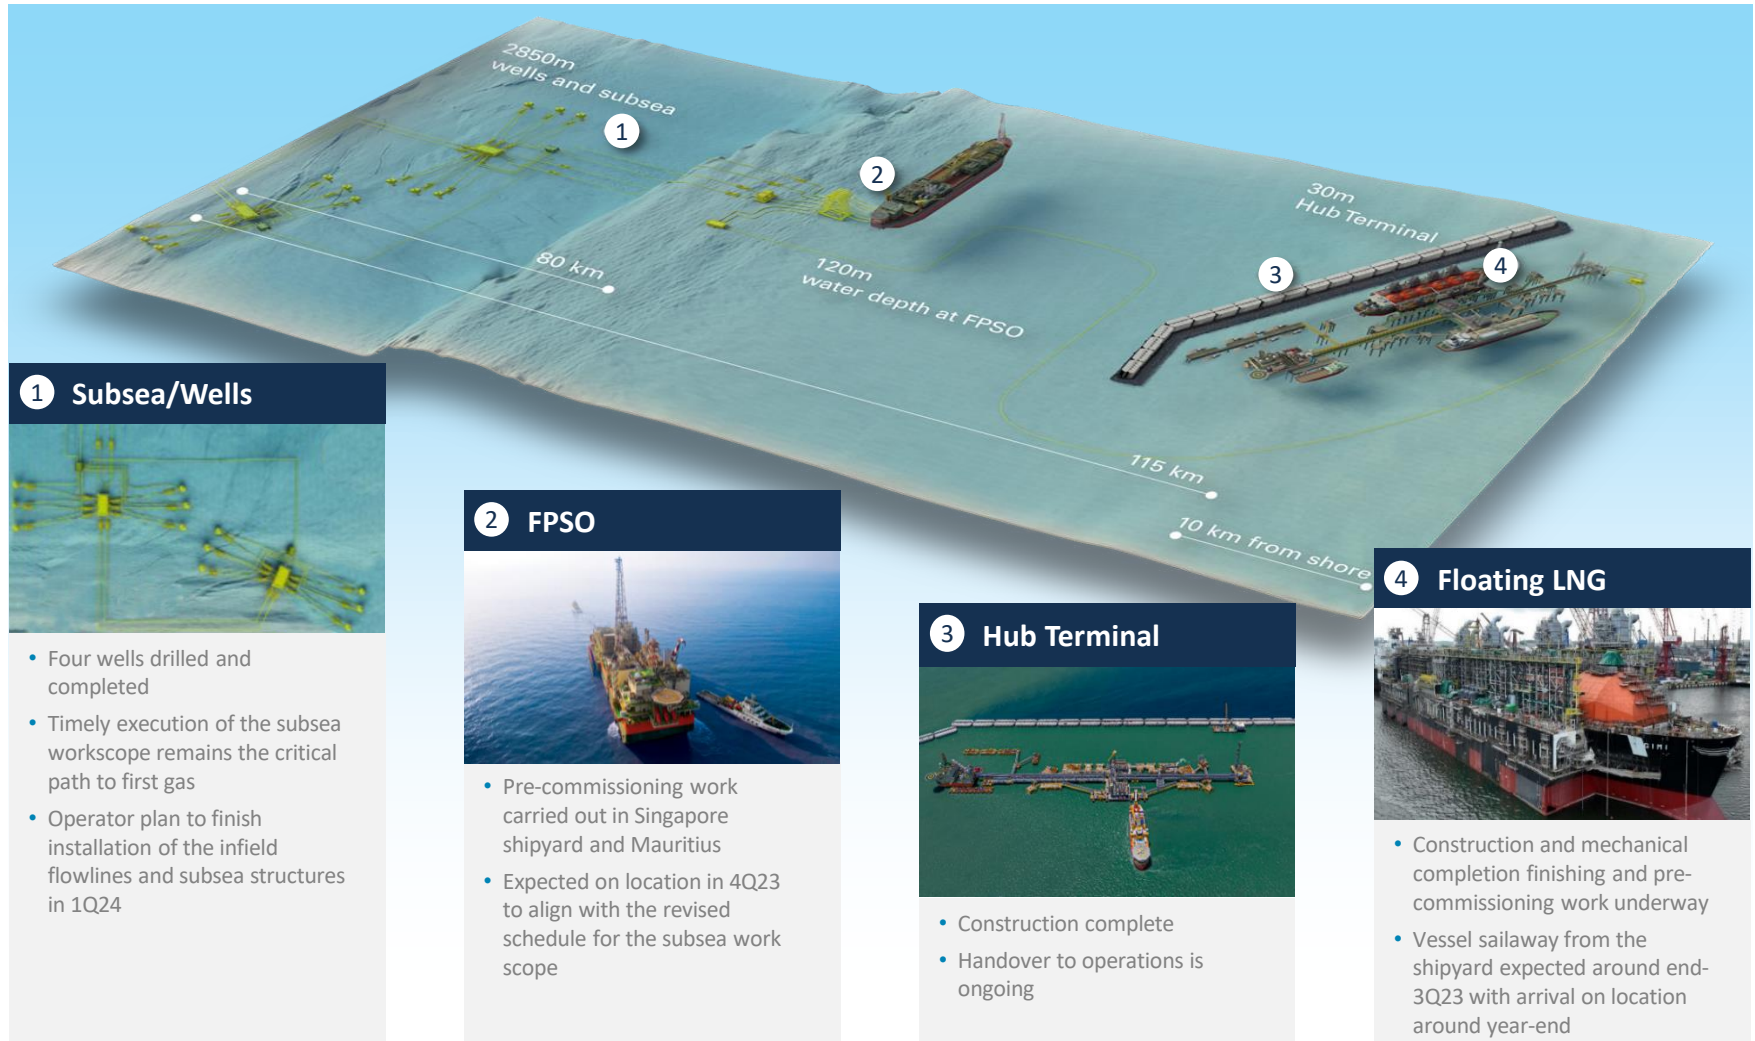 2850m
wells and subsea
1
2
30m
Hub Terminal
3
4
80 km
120m
water depth at FPSO
115 km
10 km from shore
1 Subsea/Wells
• Four wells drilled and
completed
• Timely execution of the subsea
workscope remains the critical
path to first gas
• Operator plan to finish
installation of the infield
flowlines and subsea structures
in 1Q24
2 FPSO
• Pre-commissioning work
carried out in Singapore
shipyard and Mauritius
• Expected on location in 4Q23
to align with the revised
schedule for the subsea work
scope
3 Hub Terminal
• Construction complete
• Handover to operations is
ongoing
4 Floating LNG
GIMI
• Construction and mechanical
completion finishing and pre-
commissioning work underway
• Vessel sailaway from the
shipyard expected around end-
3Q23 with arrival on location
around year-end